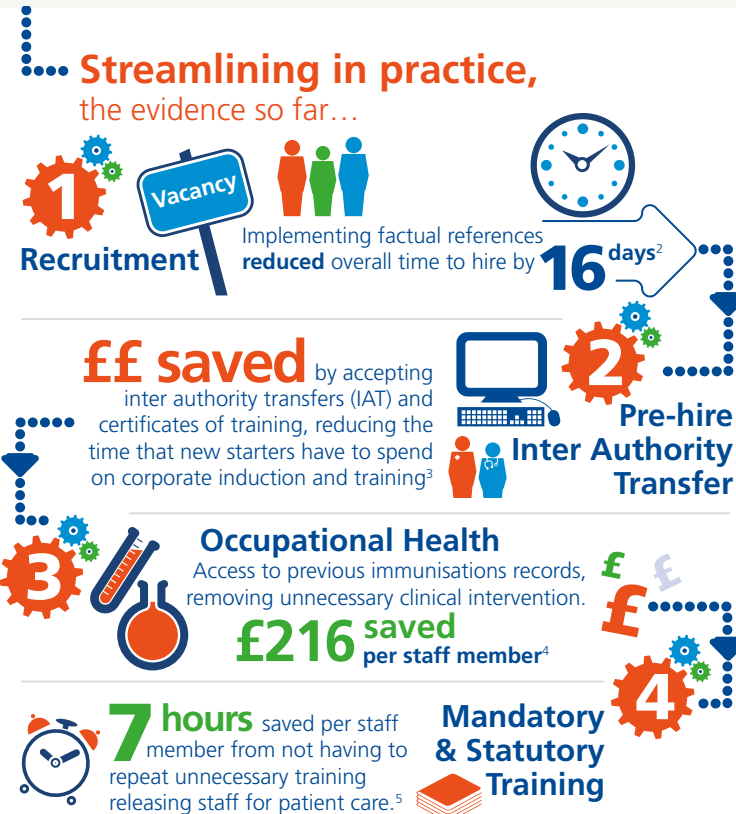 Streamlining in practice,
the evidence so far…
1
Vacancy
Recruitment
Implementing factual references
reduced overall time to hire by 16 days²
££ saved by accepting
inter authority transfers (IAT) and
certificates of training, reducing the
time that new starters have to spend
on corporate induction and training³
2
Pre-hire
Inter Authority
Transfer
3
Occupational Health
Access to previous immunisations records,
removing unnecessary clinical intervention.
£216 saved
per staff member⁴
£
£
£
4
Mandatory
& Statutory
Training
7 hours saved per staff
member from not having to
repeat unnecessary training
releasing staff for patient care.⁵